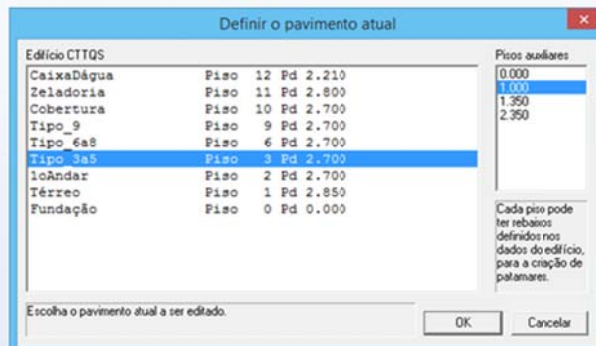 Definir o pavimento atual
Edifício CTTQS
CaixaDágua Piso 12 Pd 2.210
Zeladoria Piso 11 Pd 2.800
Cobertura Piso 10 Pd 2.700
Tipo_9 Piso 9 Pd 2.700
Tipo_6a8 Piso 6 Pd 2.700
Tipo_3a5 Piso 3 Pd 2.700
1oAndar Piso 2 Pd 2.700
Térreo Piso 1 Pd 2.850
Fundação Piso 0 Pd 0.000
Pisos auxiliares
0.000
1.000
1.350
2.350
Cada piso pode
ter rebaixos
definidos nos
dados do edifício,
para a criação de
patamares.
Escolha o pavimento atual a ser editado.
OK
Cancelar